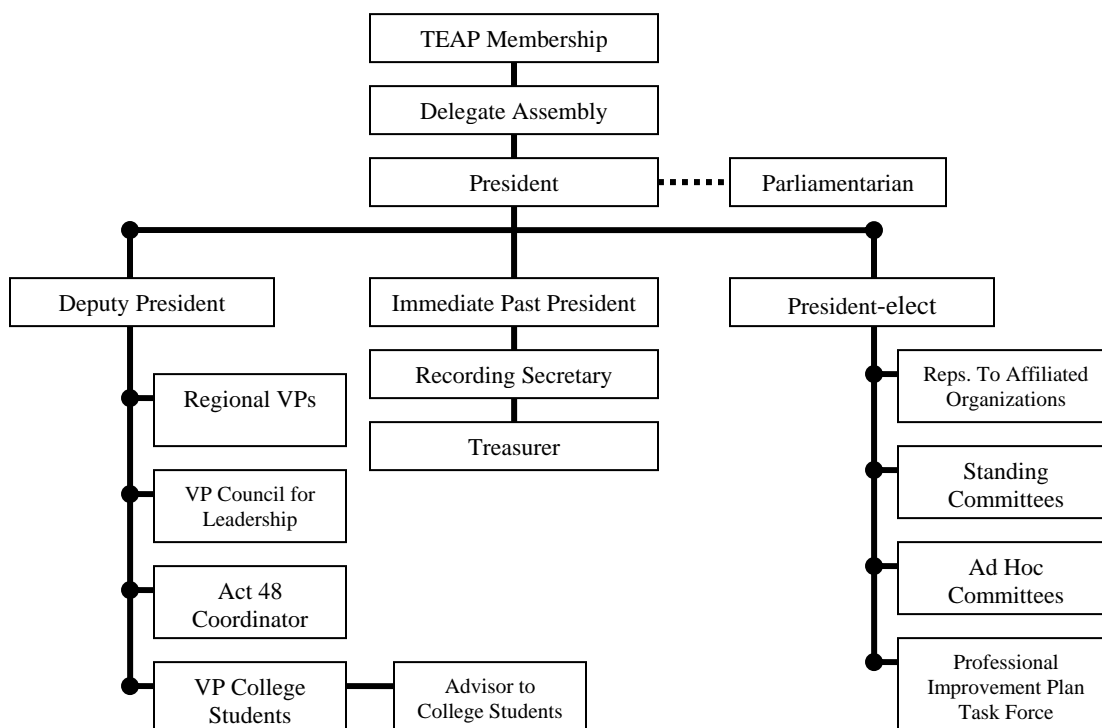 TEAP Membership
Delegate Assembly
President
Parliamentarian
Deputy President
Immediate Past President
President-elect
Regional VPs
Recording Secretary
Reps. To Affiliated
Organizations
Treasurer
VP Council for
Leadership
Standing
Committees
Act 48
Coordinator
Ad Hoc
Committees
VP College
Students
Advisor to
College Students
Professional
Improvement Plan
Task Force